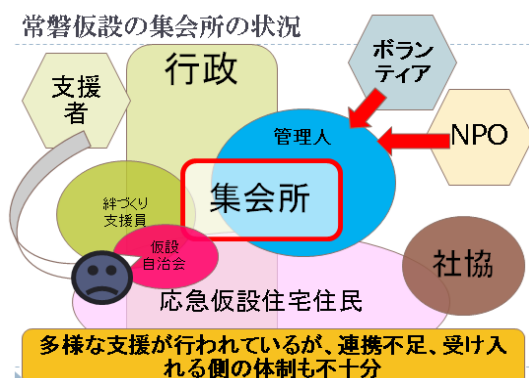 常磐仮設の集会所の状況
行政
ボラン
ティア
支援
者
管理人
NPO
集会所
絆づくり
支援員
仮設
自治会
社協
応急仮設住宅住民
多様な支援が行われているが、連携不足、受け入
れる側の体制も不十分